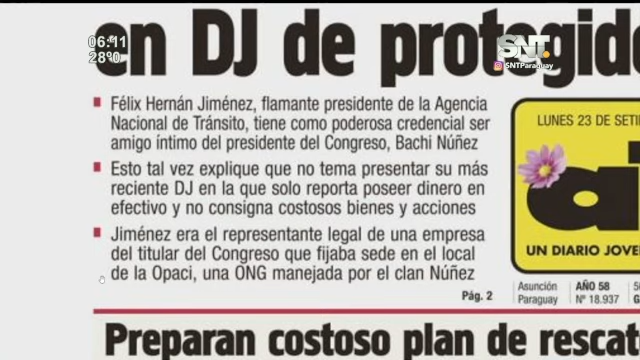 06:11
28°0
en DJ de protegido
SNT
SNTParaguay
Félix Hernán Jiménez, flamante presidente de la Agencia
Nacional de Tránsito, tiene como poderosa credencial ser
amigo íntimo del presidente del Congreso, Bachi Núñez
Esto tal vez explique que no tema presentar su más
reciente DJ en la que solo reporta poseer dinero en
efectivo y no consigna costosos bienes y acciones
Jiménez era el representante legal de una empresa
del titular del Congreso que fijaba sede en el local
de la Opaci, una ONG manejada por el clan Núñez
Pág. 2
LUNES 23 DE SETI
UN DIARIO JOVE
Asunción
Paraguay
AÑO 58
N° 18.937
Preparan costoso plan de rescat